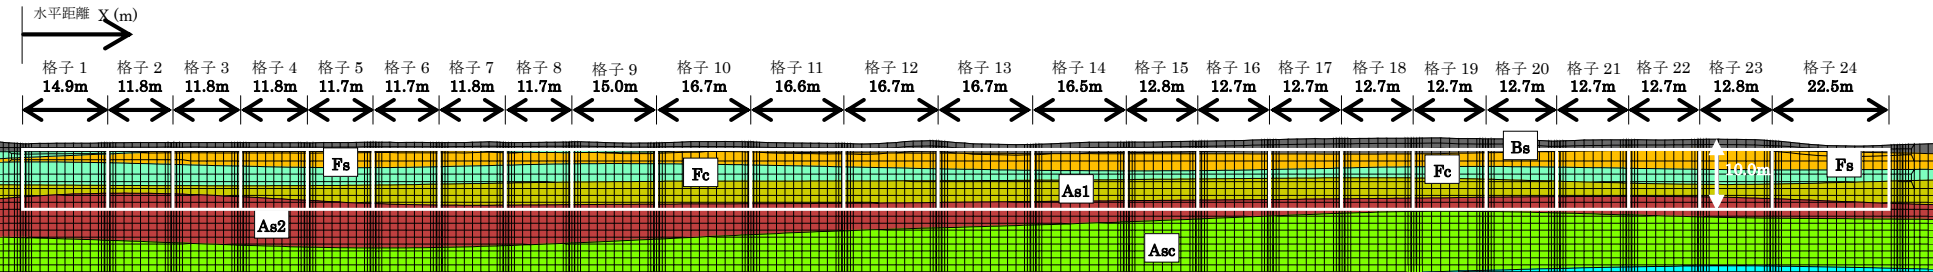 水平距離 X (m)
格子 1 格子 2 格子 3 格子 4 格子 5 格子 6 格子 7 格子 8 格子 9 格子 10 格子 11 格子 12 格子 13 格子 14 格子 15 格子 16 格子 17 格子 18 格子 19 格子 20 格子 21 格子 22 格子 23 格子 24
14.9m 11.8m 11.8m 11.8m 11.7m 11.7m 11.8m 11.7m 15.0m 16.7m 16.6m 16.7m 16.7m 16.5m 12.8m 12.7m 12.7m 12.7m 12.7m 12.7m 12.7m 12.7m 12.8m 22.5m
Bs
Fs Fc Fc 10.0m Fs
As1
As2
Asc